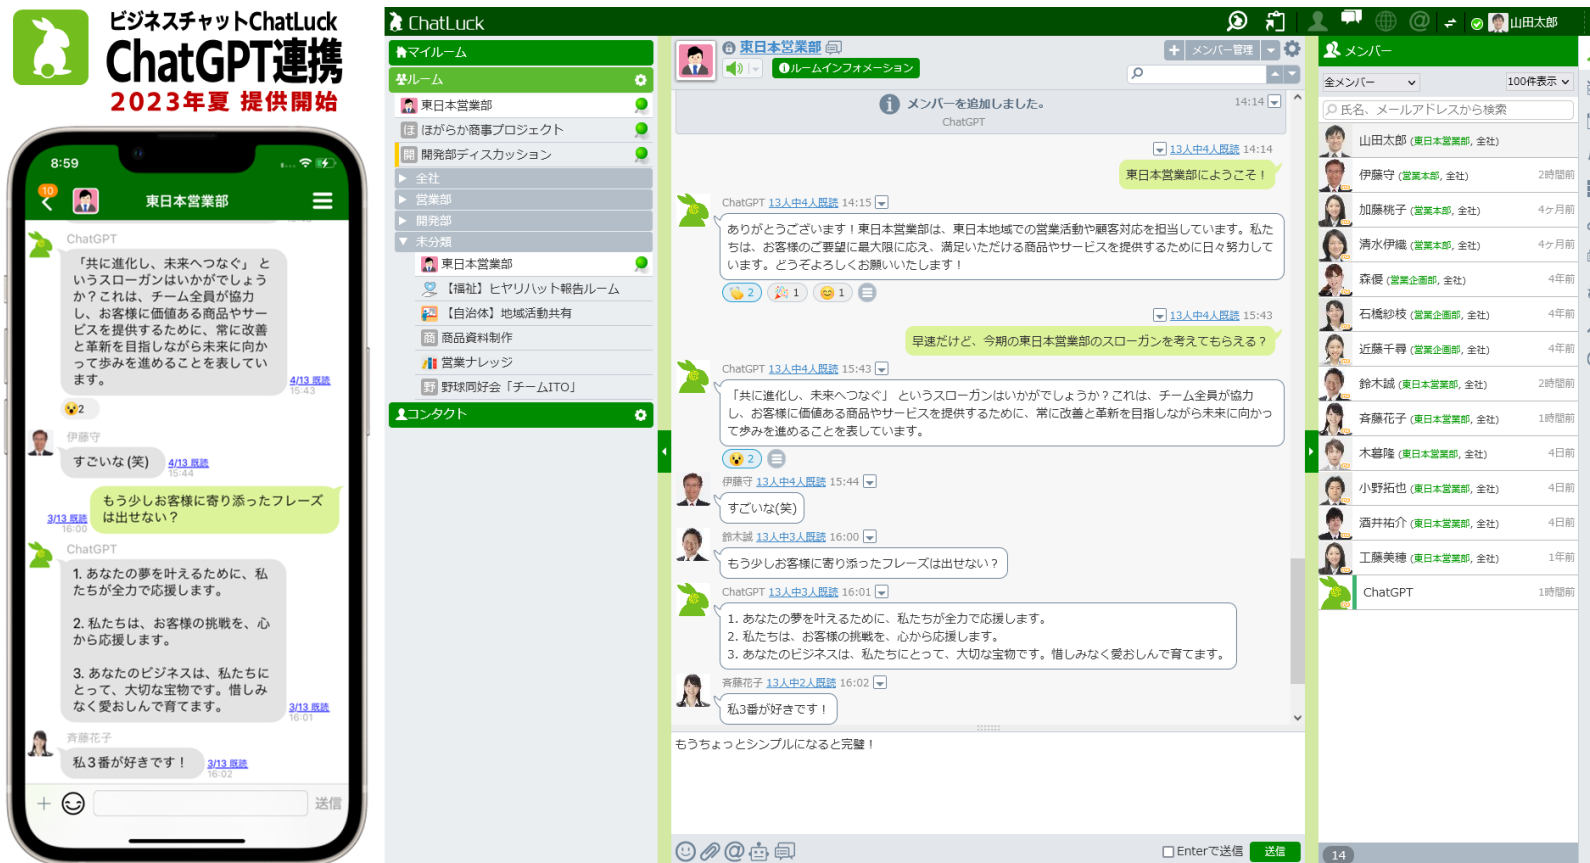 ビジネスチャットChatLuck
ChatGPT連携
2023年夏 提供開始
8:59
10
東日本営業部
ChatGPT
「共に進化し、未来へつなぐ」 と
いうスローガンはいかがでしょう
か？これは、チーム全員が協力
し、お客様に価値ある商品やサー
ビスを提供するために、常に改善
と革新を目指しながら未来に向か
って歩みを進めることを表してい
ます。
4/13 既読
15:43
2
伊藤守
すごいな(笑)
4/13 既読
15:44
もう少しお客様に寄り添ったフレーズ
は出せない？
3/13 既読
16:00
ChatGPT
1. あなたの夢を叶えるために、私
たちが全力で応援します。
2. 私たちは、お客様の挑戦を、心
から応援します。
3. あなたのビジネスは、私たちに
とって、大切な宝物です。惜しみ
なく愛おしんで育てます。
3/13 既読
16:01
斉藤花子
私3番が好きです！
3/13 既読
16:02
送信
ChatLuck
山田太郎
マイルーム
ルーム
東日本営業部
ほ ほがらか商事プロジェクト
開 開発部ディスカッション
全社
営業部
開発部
未分類
東日本営業部
【福祉】ヒヤリハット報告ルーム
【自治体】地域活動共有
商 商品資料制作
営業ナレッジ
野 野球同好会「チームITO」
コンタクト
東日本営業部
メンバー管理
ルームインフォメーション
メンバーを追加しました。
14:14
ChatGPT
13人中4人既読 14:14
東日本営業部にようこそ！
ChatGPT 13人中4人既読 14:15
ありがとうございます！東日本営業部は、東日本地域での営業活動や顧客対応を担当しています。私た
ちは、お客様のご要望に最大限に応え、満足いただける商品やサービスを提供するために日々努力して
います。どうぞよろしくお願いいたします！
2 1 1
13人中4人既読 15:43
早速だけど、今期の東日本営業部のスローガンを考えてもらえる？
ChatGPT 13人中4人既読 15:43
「共に進化し、未来へつなぐ」 というスローガンはいかがでしょうか？これは、チーム全員が協力
し、お客様に価値ある商品やサービスを提供するために、常に改善と革新を目指しながら未来に向かっ
て歩みを進めることを表しています。
2
伊藤守 13人中4人既読 15:44
すごいな(笑)
鈴木誠 13人中3人既読 16:00
もう少しお客様に寄り添ったフレーズは出せない？
ChatGPT 13人中3人既読 16:01
1. あなたの夢を叶えるために、私たちが全力で応援します。
2. 私たちは、お客様の挑戦を、心から応援します。
3. あなたのビジネスは、私たちにとって、大切な宝物です。惜しみなく愛おしんで育てます。
斉藤花子 13人中2人既読 16:02
私3番が好きです！
もうちょっとシンプルになると完璧！
Enterで送信 送信
メンバー
全メンバー 100件表示
氏名、メールアドレスから検索
山田太郎 (東日本営業部, 全社)
伊藤守 (営業本部, 全社) 2時間前
加藤桃子 (営業本部, 全社) 4ヶ月前
清水伊織 (営業本部, 全社) 4ヶ月前
森優 (営業企画部, 全社) 4年前
石橋紗枝 (営業企画部, 全社) 4年前
近藤千尋 (営業企画部, 全社) 4年前
鈴木誠 (東日本営業部, 全社) 2時間前
斉藤花子 (東日本営業部, 全社) 1時間前
木暮隆 (東日本営業部, 全社) 4日前
小野拓也 (東日本営業部, 全社) 4日前
酒井祐介 (東日本営業部, 全社) 4日前
工藤美穂 (東日本営業部, 全社) 1年前
ChatGPT 1時間前
14